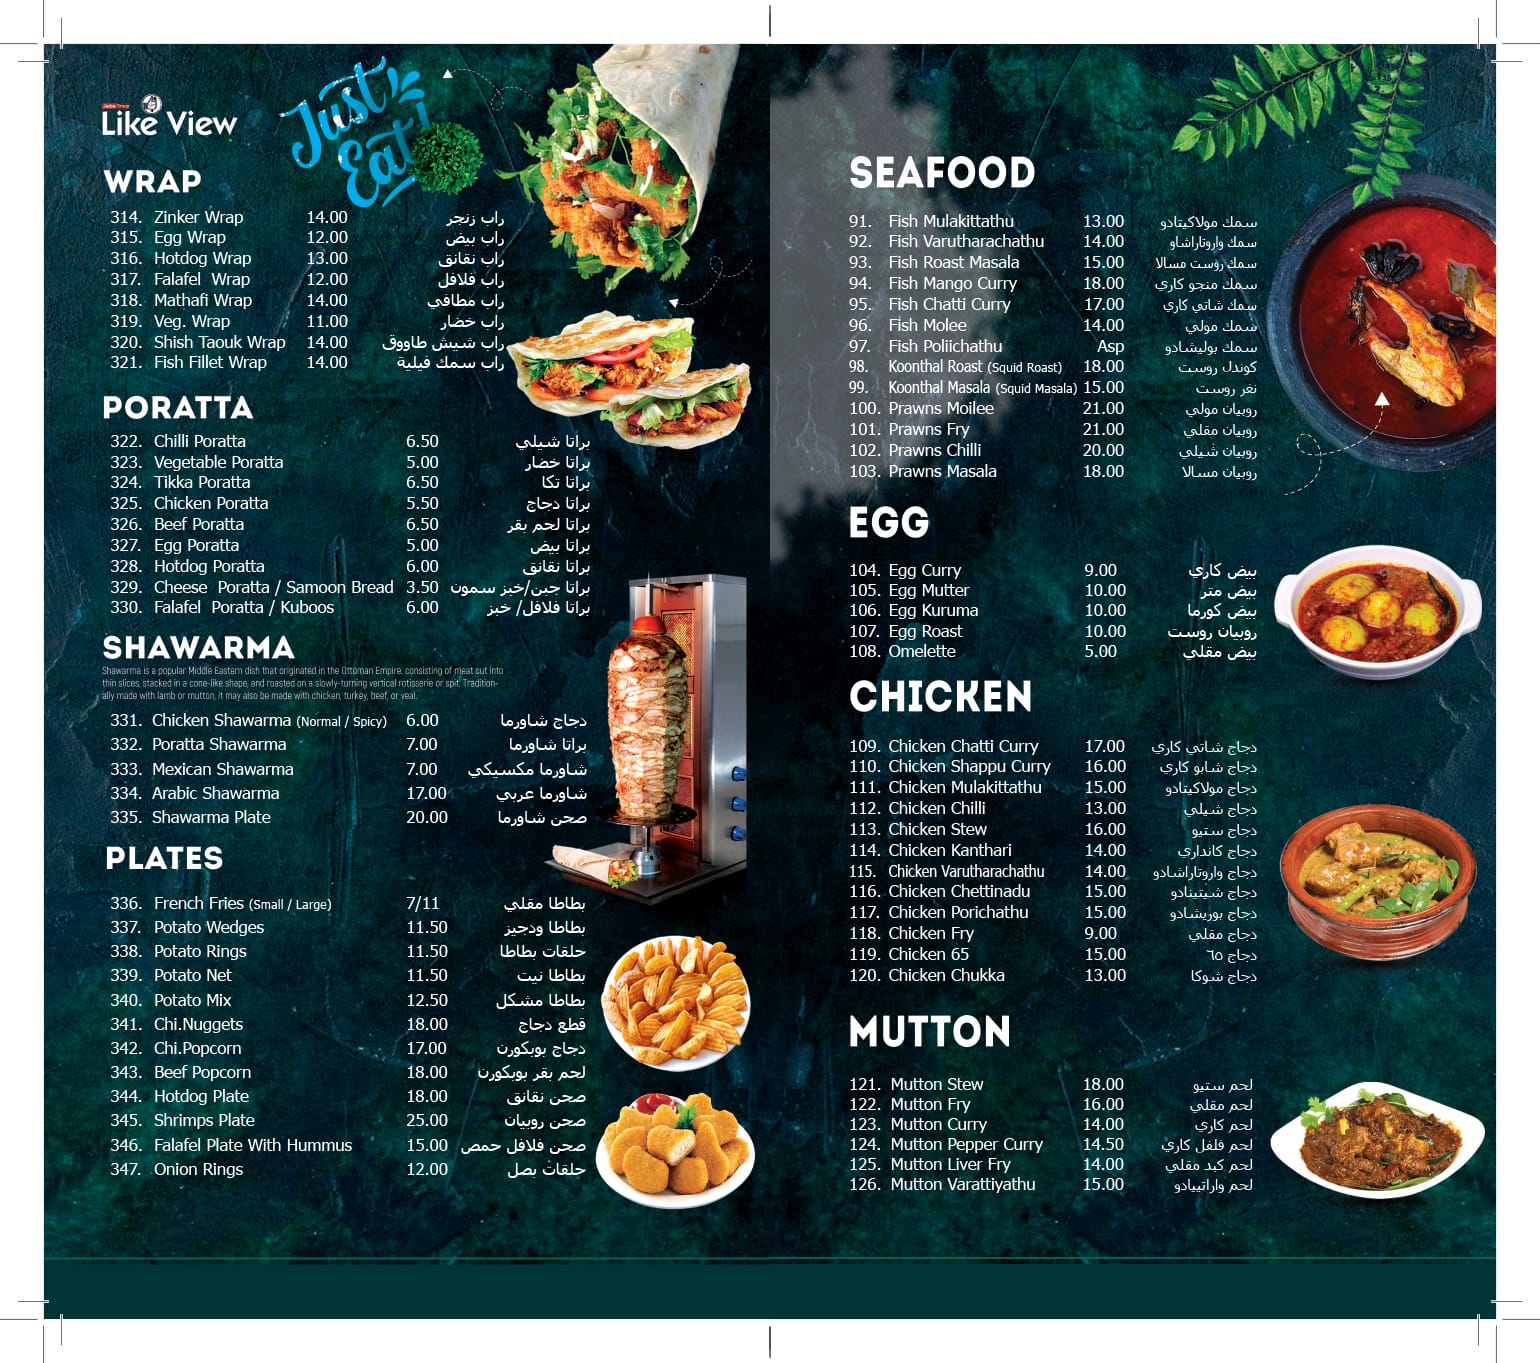 Like View
Just
Eat!
WRAP
314. Zinker Wrap 14.00 راب زنجر
315. Egg Wrap 12.00 راب بيض
316. Hotdog Wrap 13.00 راب نقانق
317. Falafel Wrap 12.00 راب فلافل
318. Mathafi Wrap 14.00 راب مطافي
319. Veg. Wrap 11.00 راب خضار
320. Shish Taouk Wrap 14.00 راب شيش طاووق
321. Fish Fillet Wrap 14.00 راب سمك فيلية
PORATTA
322. Chilli Poratta 6.50 براتا شيلي
323. Vegetable Poratta 5.00 براتا خضار
324. Tikka Poratta 6.50 براتا تكا
325. Chicken Poratta 5.50 براتا دجاج
326. Beef Poratta 6.50 براتا لحم بقر
327. Egg Poratta 5.00 براتا بيض
328. Hotdog Poratta 6.00 براتا نقانق
329. Cheese Poratta / Samoon Bread 3.50 براتا جبن/خبز سمون
330. Falafel Poratta / Kuboos 6.00 براتا فلافل/ خبز
SHAWARMA
Shawarma is a popular Middle Eastern dish that originated in the Ottoman Empire, consisting of meat cut into
thin slices, stacked in a cone-like shape, and roasted on a slowly-turning vertical rotisserie or spit. Tradition-
ally made with lamb or mutton, it may also be made with chicken, turkey, beef, or veal.
331. Chicken Shawarma (Normal / Spicy) 6.00 دجاج شاورما
332. Poratta Shawarma 7.00 براتا شاورما
333. Mexican Shawarma 7.00 شاورما مكسيكي
334. Arabic Shawarma 17.00 شاورما عربي
335. Shawarma Plate 20.00 صحن شاورما
PLATES
336. French Fries (Small / Large) 7/11 بطاطا مقلي
337. Potato Wedges 11.50 بطاطا ودجيز
338. Potato Rings 11.50 حلقات بطاطا
339. Potato Net 11.50 بطاطا نيت
340. Potato Mix 12.50 بطاطا مشكل
341. Chi.Nuggets 18.00 قطع دجاج
342. Chi.Popcorn 17.00 دجاج بوبكورن
343. Beef Popcorn 18.00 لحم بقر بوبكورن
344. Hotdog Plate 18.00 صحن نقانق
345. Shrimps Plate 25.00 صحن روبيان
346. Falafel Plate With Hummus 15.00 صحن فلافل حمص
347. Onion Rings 12.00 حلقات بصل
SEAFOOD
91. Fish Mulakittathu 13.00 سمك مولاكيتادو
92. Fish Varutharachathu 14.00 سمك واروتاراشاو
93. Fish Roast Masala 15.00 سمك روست مسالا
94. Fish Mango Curry 18.00 سمك منجو كاري
95. Fish Chatti Curry 17.00 سمك شاتي كاري
96. Fish Molee 14.00 سمك مولي
97. Fish Poliichathu Asp سمك بوليشادو
98. Koonthal Roast (Squid Roast) 18.00 كوندل روست
99. Koonthal Masala (Squid Masala) 15.00 نغر روست
100. Prawns Moilee 21.00 روبيان مولي
101. Prawns Fry 21.00 روبيان مقلي
102. Prawns Chilli 20.00 روبيان شيلي
103. Prawns Masala 18.00 روبيان مسالا
EGG
104. Egg Curry 9.00 بيض كاري
105. Egg Mutter 10.00 بيض متر
106. Egg Kuruma 10.00 بيض كورما
107. Egg Roast 10.00 روبيان روست
108. Omelette 5.00 بيض مقلي
CHICKEN
109. Chicken Chatti Curry 17.00 دجاج شاتي كاري
110. Chicken Shappu Curry 16.00 دجاج شابو كاري
111. Chicken Mulakittathu 15.00 دجاج مولاكيتادو
112. Chicken Chilli 13.00 دجاج شيلي
113. Chicken Stew 16.00 دجاج ستيو
114. Chicken Kanthari 14.00 دجاج كانداري
115. Chicken Varutharachathu 14.00 دجاج واروتاراشادو
116. Chicken Chettinadu 15.00 دجاج شيتينادو
117. Chicken Porichathu 15.00 دجاج بوريشادو
118. Chicken Fry 9.00 دجاج مقلي
119. Chicken 65 15.00 دجاج ٦٥
120. Chicken Chukka 13.00 دجاج شوكا
MUTTON
121. Mutton Stew 18.00 لحم ستيو
122. Mutton Fry 16.00 لحم مقلي
123. Mutton Curry 14.00 لحم كاري
124. Mutton Pepper Curry 14.50 لحم فلفل كاري
125. Mutton Liver Fry 14.00 لحم كبد مقلي
126. Mutton Varattiyathu 15.00 لحم واراتييادو